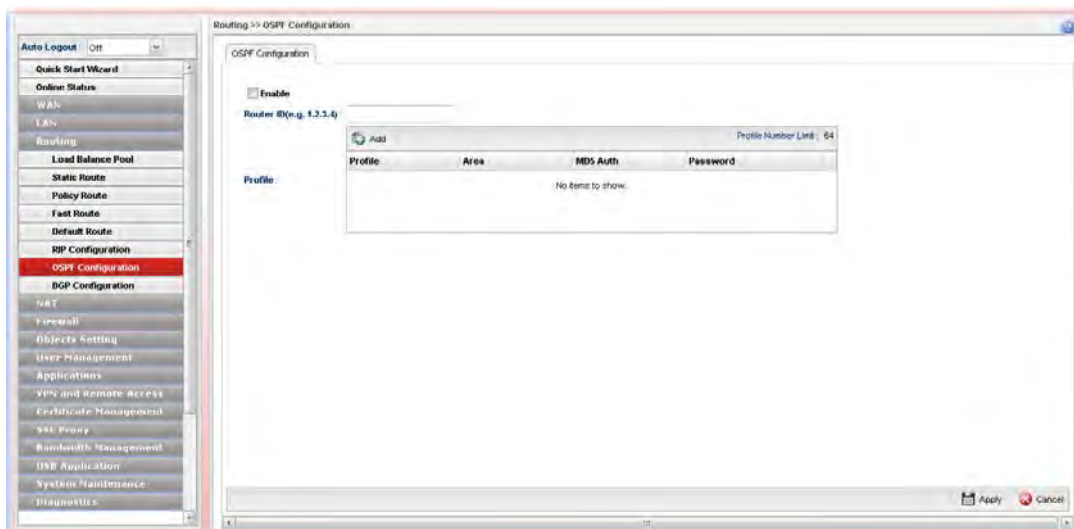 Routing >> OSPF Configuration
Auto Logout : Off
Quick Start Wizard
Online Status
WAN
LAN
Routing
Load Balance Pool
Static Route
Policy Route
Fast Route
Default Route
RIP Configuration
OSPF Configuration
BGP Configuration
NAT
Firewall
Objects Setting
User Management
Applications
VPN and Remote Access
Certificate Management
SSL Proxy
Bandwidth Management
USB Application
System Maintenance
Diagnostics
OSPF Configuration
Enable
Router ID(e.g. 1.2.3.4)
Add
Profile Number Limit : 64
Profile Area MD5 Auth Password
Profile
No items to show.
Apply Cancel